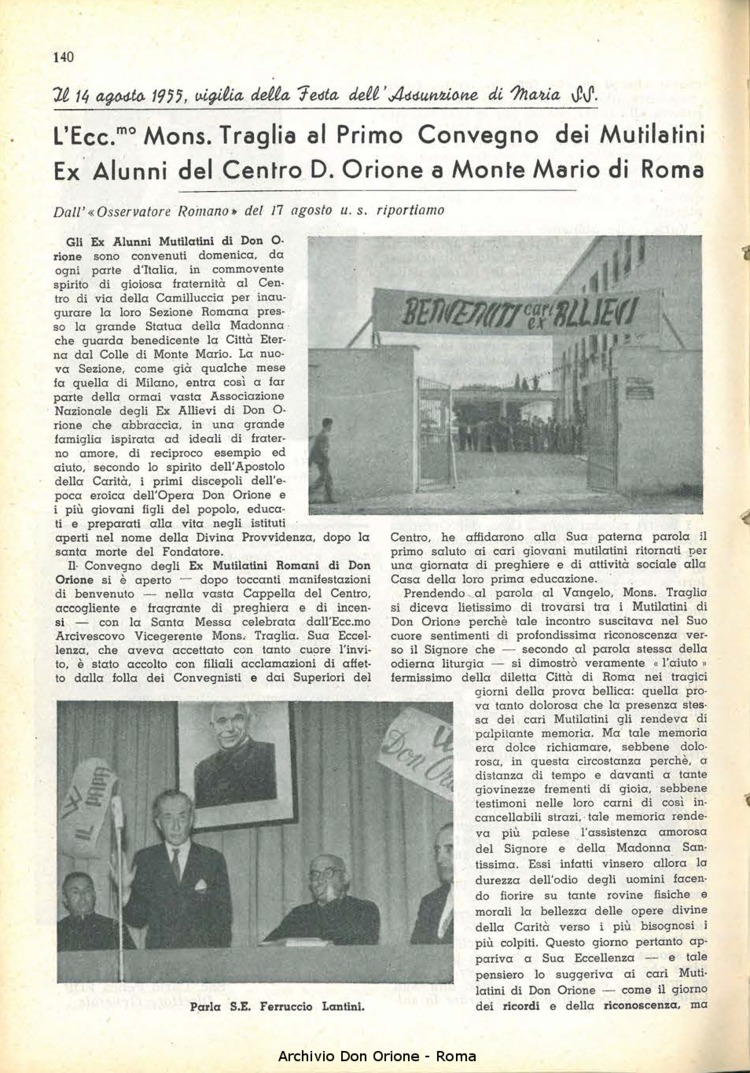 140
Il 14 agosto 1955, vigilia della Festa dell'Assunzione di Maria SS.
L'Ecc.mo Mons. Traglia al Primo Convegno dei Mutilatini
Ex Alunni del Centro D. Orione a Monte Mario di Roma
Dall'« Osservatore Romano » del 17 agosto u. s. riportiamo
Gli Ex Alunni Mutilatini di Don O-
rione sono convenuti domenica, da
ogni parte d'Italia, in commovente
spirito di gioiosa fraternità al Cen-
tro di via della Camilluccia per inau-
gurare la loro Sezione Romana pres-
so la grande Statua della Madonna
che guarda benedicente la Città Eter-
na dal Colle di Monte Mario. La nuo-
va Sezione, come già qualche mese
fa quella di Milano, entra così a far
parte della ormai vasta Associazione
Nazionale degli Ex Allievi di Don O-
rione che abbraccia, in una grande
famiglia ispirata ad ideali di frater-
no amore, di reciproco esempio ed
aiuto, secondo lo spirito dell'Apostolo
della Carità, i primi discepoli dell'e-
poca eroica dell'Opera Don Orione e
i più giovani figli del popolo, educa-
ti e preparati alla vita negli istituti
aperti nel nome della Divina Provvidenza, dopo la
santa morte del Fondatore.
Il Convegno degli Ex Mutilatini Romani di Don
Orione si è aperto — dopo toccanti manifestazioni
di benvenuto — nella vasta Cappella del Centro,
accogliente e fragrante di preghiera e di incen-
si — con la Santa Messa celebrata dall'Ecc.mo
Arcivescovo Vicegerente Mons. Traglia. Sua Eccel-
lenza, che aveva accettato con tanto cuore l'invi-
to, è stato accolto con filiali acclamazioni di affet-
to dalla folla dei Convegnisti e dai Superiori del
BENVENUTI cari ex ALLIEVI
Centro, he affidarono alla Sua paterna parola il
primo saluto ai cari giovani mutilatini ritornati per
una giornata di preghiere e di attività sociale alla
Casa della loro prima educazione.
Prendendo al parola al Vangelo, Mons. Traglia
si diceva lietissimo di trovarsi tra i Mutilatini di
Don Orione perchè tale incontro suscitava nel Suo
cuore sentimenti di profondissima riconoscenza ver-
so il Signore che — secondo al parola stessa della
odierna liturgia — si dimostrò veramente « l'aiuto »
fermissimo della diletta Città di Roma nei tragici
giorni della prova bellica: quella pro-
va tanto dolorosa che la presenza stes-
sa dei cari Mutilatini gli rendeva di
palpitante memoria. Ma tale memoria
era dolce richiamare, sebbene dolo-
rosa, in questa circostanza perchè, a
distanza di tempo e davanti a tante
giovinezze frementi di gioia, sebbene
testimoni nelle loro carni di così in-
cancellabili strazi, tale memoria rende-
va più palese l'assistenza amorosa
del Signore e della Madonna San-
tissima. Essi infatti vinsero allora la
durezza dell'odio degli uomini facen-
do fiorire su tante rovine fisiche e
morali la bellezza delle opere divine
della Carità verso i più bisognosi i
più colpiti. Questo giorno pertanto ap-
pariva a Sua Eccellenza — e tale
pensiero lo suggeriva ai cari Muti-
latini di Don Orione — come il giorno
dei ricordi e della riconoscenza, ma
W IL PAPA
W Don Or
Parla S.E. Ferruccio Lantini.
Archivio Don Orione - Roma